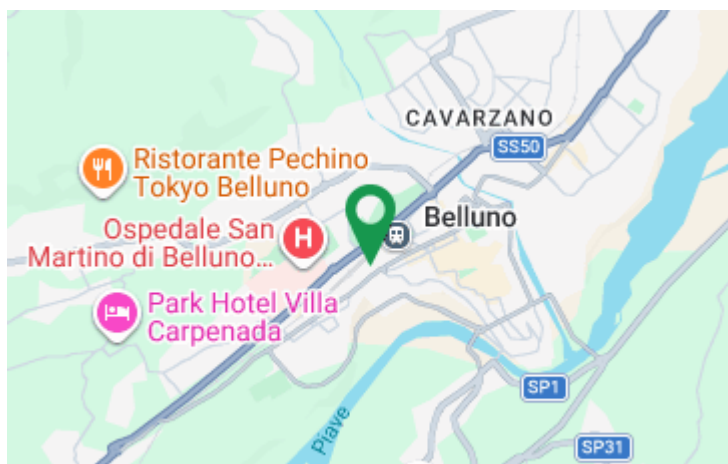 CAVARZANO
SS50
Ristorante Pechino
Tokyo Belluno
Belluno
Ospedale San
Martino di Belluno...
H
Park Hotel Villa
Carpenada
SP1
Piave
SP31